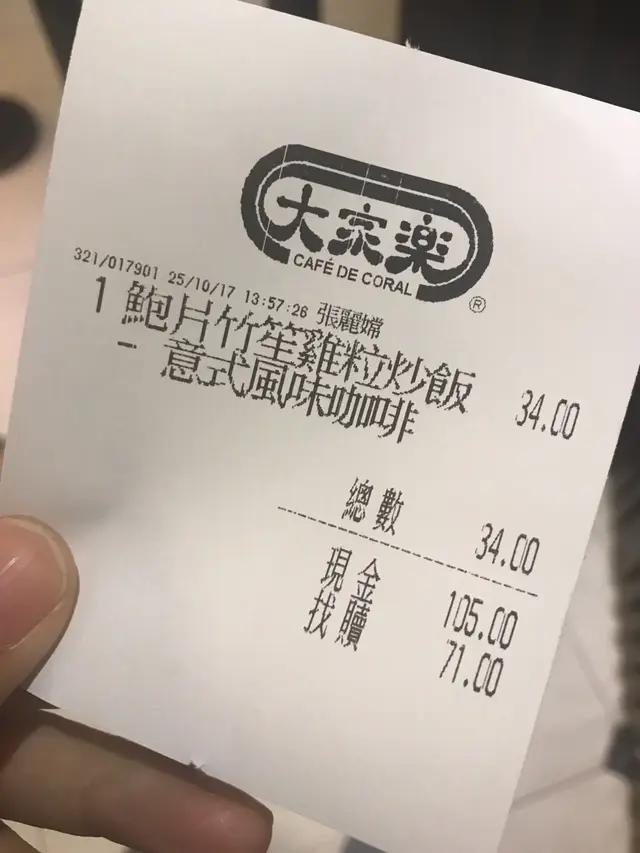 大家樂
CAFÉ DE CORAL
®
321/017901 25/10/17 13:57:26 張麗嫦
1 鮑片竹笙雞粒炒飯 34.00
- 意式風味咖啡
總數 34.00
現金 105.00
找贖 71.00